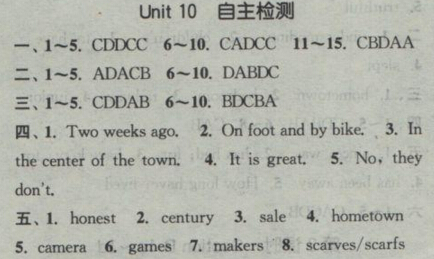 Unit 10 自主检测
一、1～5. CDDCC 6～10. CADCC 11～15. CBDAA
二、1～5. ADACB 6～10. DABDC
三、1～5. CDDAB 6～10. BDCBA
四、1. Two weeks ago. 2. On foot and by bike. 3. In
the center of the town. 4. It is great. 5. No, they
don't.
五、1. honest 2. century 3. sale 4. hometown
5. camera 6. games 7. makers 8. scarves/scarfs